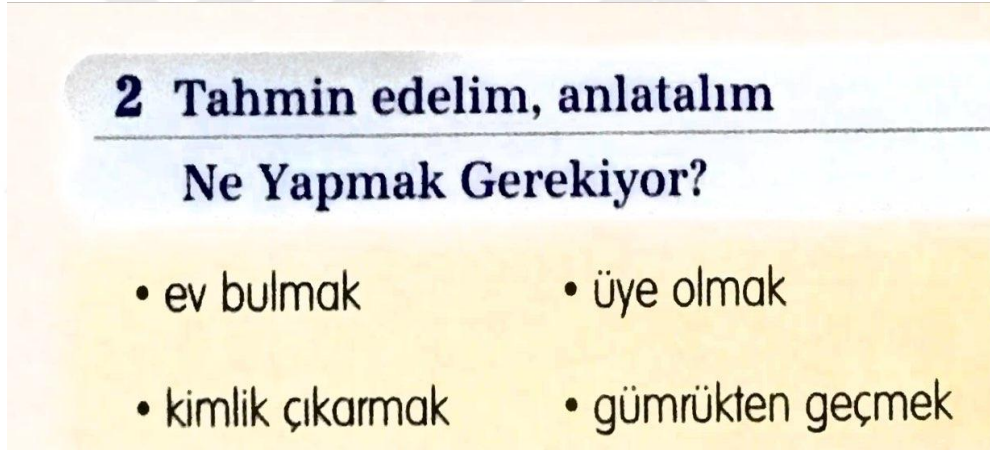 2 Tahmin edelim, anlatalım
Ne Yapmak Gerekiyor?
• ev bulmak • üye olmak
• kimlik çıkarmak • gümrükten geçmek